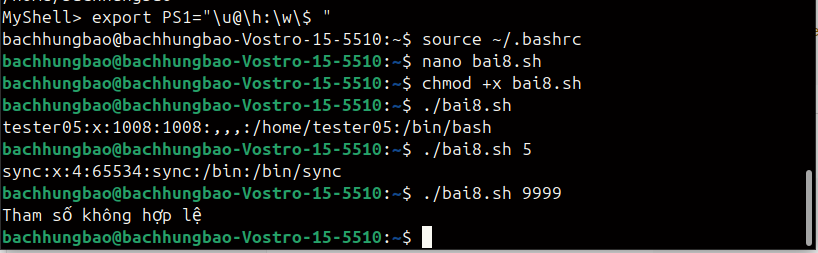 MyShell> export PS1="\u@\h:\w\$ "
bachhungbao@bachhungbao-Vostro-15-5510:~$ source ~/.bashrc
bachhungbao@bachhungbao-Vostro-15-5510:~$ nano bai8.sh
bachhungbao@bachhungbao-Vostro-15-5510:~$ chmod +x bai8.sh
bachhungbao@bachhungbao-Vostro-15-5510:~$ ./bai8.sh
tester05:x:1008:1008:,,,:/home/tester05:/bin/bash
bachhungbao@bachhungbao-Vostro-15-5510:~$ ./bai8.sh 5
sync:x:4:65534:sync:/bin:/bin/sync
bachhungbao@bachhungbao-Vostro-15-5510:~$ ./bai8.sh 9999
Tham số không hợp lệ
bachhungbao@bachhungbao-Vostro-15-5510:~$